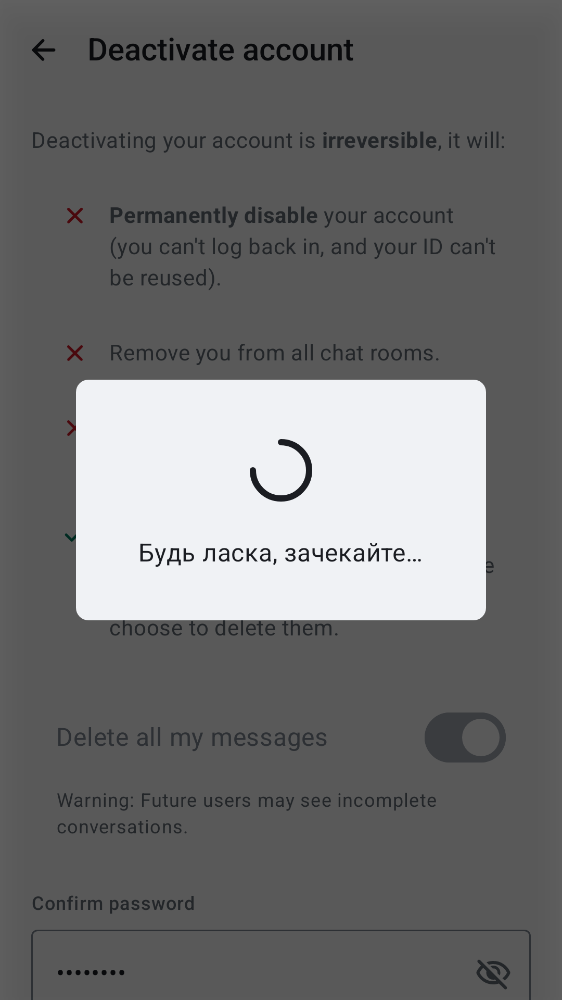 Deactivate account
Deactivating your account is irreversible, it will:
Permanently disable your account
(you can't log back in, and your ID can't
be reused).
Remove you from all chat rooms.
Будь ласка, зачекайте...
choose to delete them.
Delete all my messages
Warning: Future users may see incomplete
conversations.
Confirm password